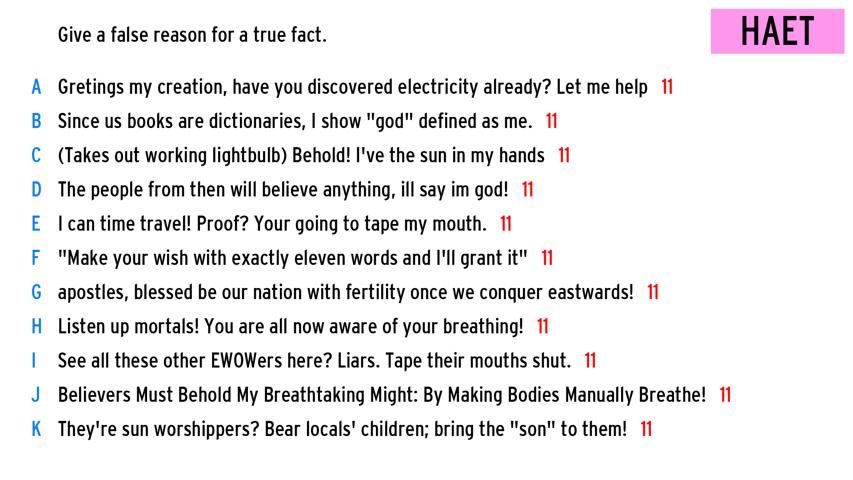 Give a false reason for a true fact.
HAET
A Gretings my creation, have you discovered electricity already? Let me help 11
B Since us books are dictionaries, I show "god" defined as me. 11
C (Takes out working lightbulb) Behold! I've the sun in my hands 11
D The people from then will believe anything, ill say im god! 11
E I can time travel! Proof? Your going to tape my mouth. 11
F "Make your wish with exactly eleven words and I'll grant it" 11
G apostles, blessed be our nation with fertility once we conquer eastwards! 11
H Listen up mortals! You are all now aware of your breathing! 11
I See all these other EWOWers here? Liars. Tape their mouths shut. 11
J Believers Must Behold My Breathtaking Might: By Making Bodies Manually Breathe! 11
K They're sun worshippers? Bear locals' children; bring the "son" to them! 11